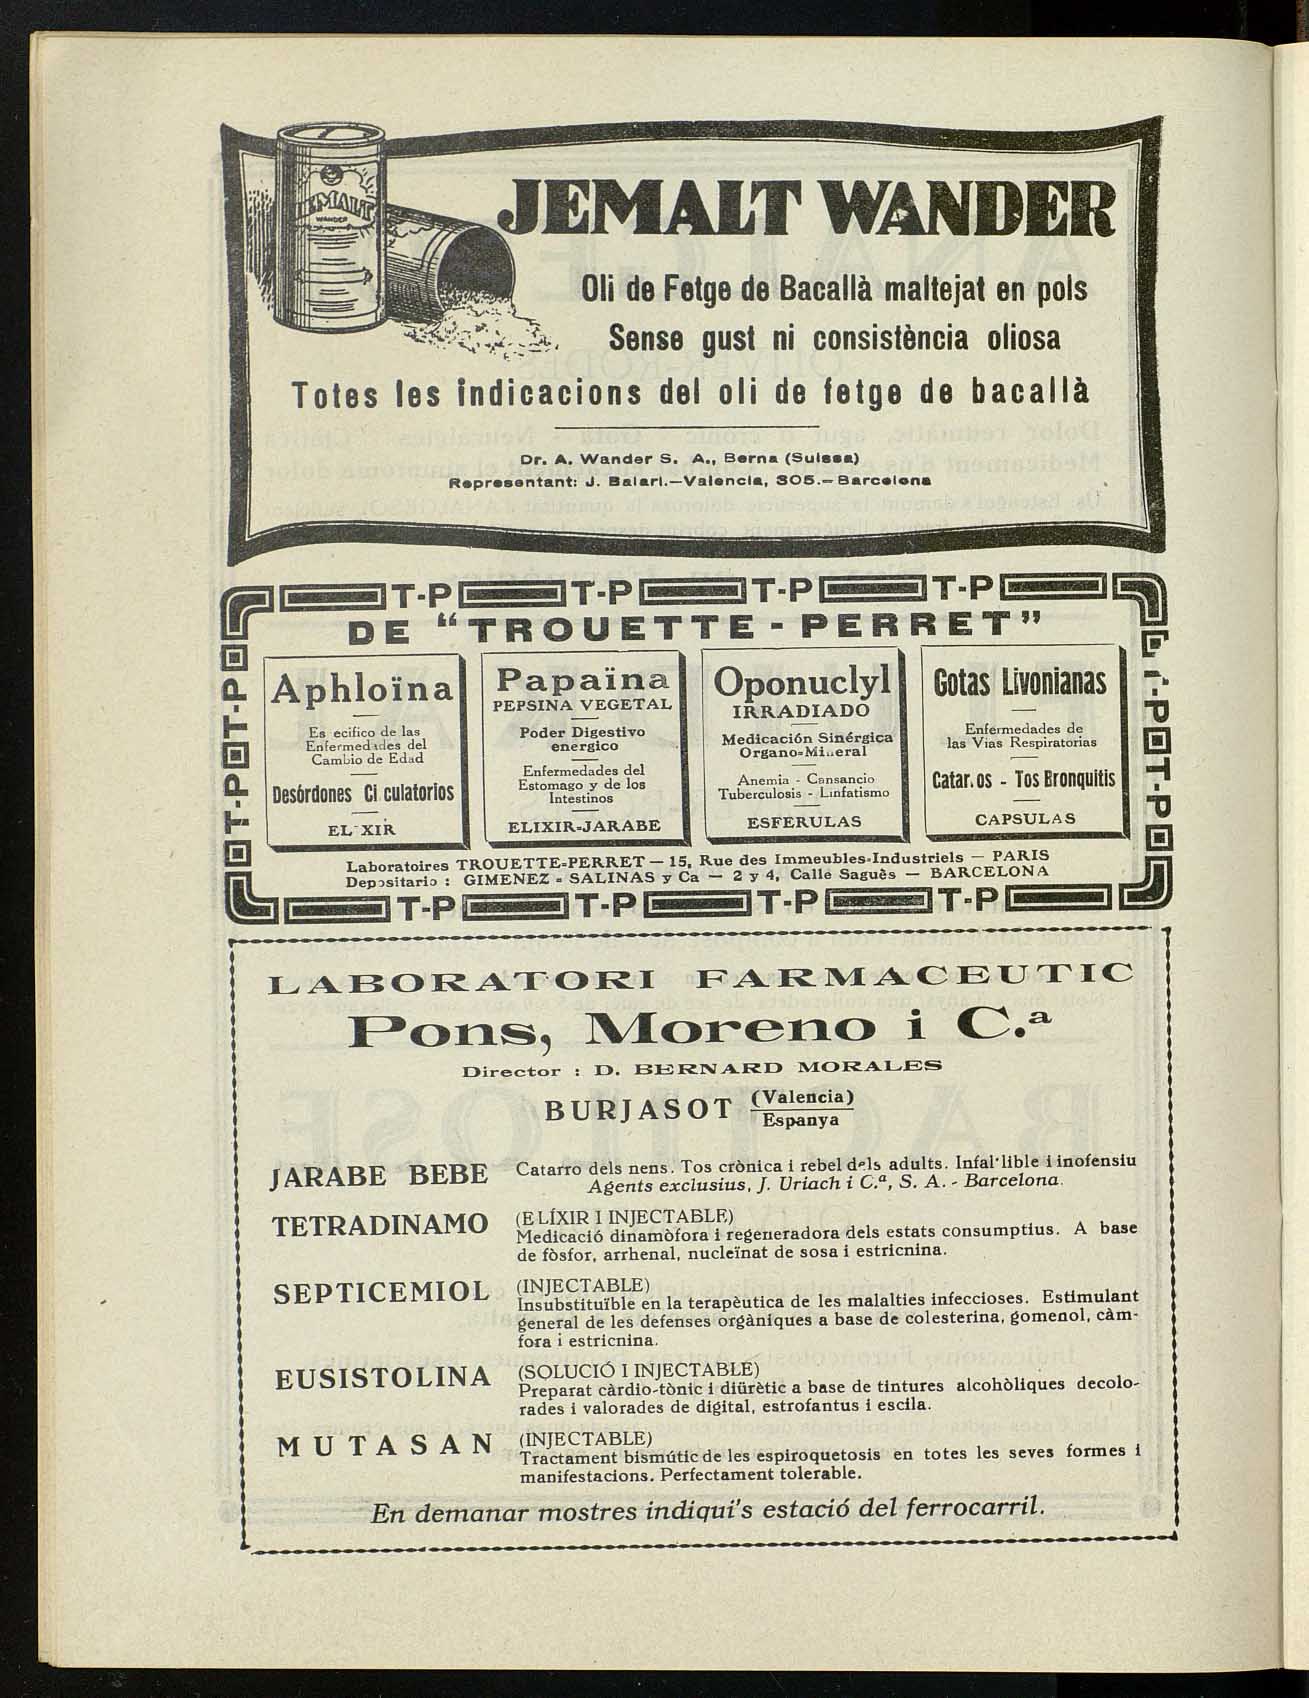 JEMALT
WANDER
JEMALT WANDER
Oli de Fetge de Bacallà maltejat en pols
Sense gust ni consistència oliosa
Totes les indicacions del oli de fetge de bacallà
Dr. A. Wander S. A., Berna (Suissa)
Representant: J. Balari.—Valencia, 305.—Barcelona
T-P T-P T-P T-P
DE “TROUETTE-PERRET”
Aphloïna
Es ecifico de las
Enfermedades del
Cambio de Edad
Desórdones Ci culatorios
EL XIR
Papaïna
PEPSINA VEGETAL
Poder Digestivo
energico
Enfermedades del
Estomago y de los
Intestinos
ELIXIR-JARABE
Oponuclyl
IRRADIADO
Medicación Sinérgica
Organo-Mineral
Anemia - Cansancio
Tuberculosis - Linfatismo
ESFERULAS
Gotas Livonianas
Enfermedades de
las Vias Respiratorias
Catar.os - Tos Bronquitis
CAPSULAS
Laboratoires TROUETTE-PERRET — 15, Rue des Immeubles-Industriels — PARIS
Depositario : GIMENEZ - SALINAS y Ca — 2 y 4, Calle Sagués — BARCELONA
T-P T-P T-P T-P
LABORATORI FARMACEUTIC
Pons, Moreno i C.ª
Director : D. BERNARD MORALES
BURJASOT (Valencia)
Espanya
JARABE BEBE Catarro dels nens. Tos crònica i rebel dels adults. Infal·lible i inofensiu
Agents exclusius, J. Uriach i C.ª, S. A. - Barcelona.
TETRADINAMO (ELÍXIR I INJECTABLE)
Medicació dinamòfora i regeneradora dels estats consumptius. A base
de fòsfor, arrhenal, nucleïnat de sosa i estricnina.
SEPTICEMIOL (INJECTABLE)
Insubstituïble en la terapèutica de les malalties infeccioses. Estimulant
general de les defenses orgàniques a base de colesterina, gomenol, càm-
fora i estricnina.
EUSISTOLINA (SOLUCIÓ I INJECTABLE)
Preparat càrdio-tònic i diürètic a base de tintures alcohòliques decolo-
rades i valorades de digital, estrofantus i escila.
MUTASAN (INJECTABLE)
Tractament bismútic de les espiroquetosis en totes les seves formes i
manifestacions. Perfectament tolerable.
En demanar mostres indiqui's estació del ferrocarril.